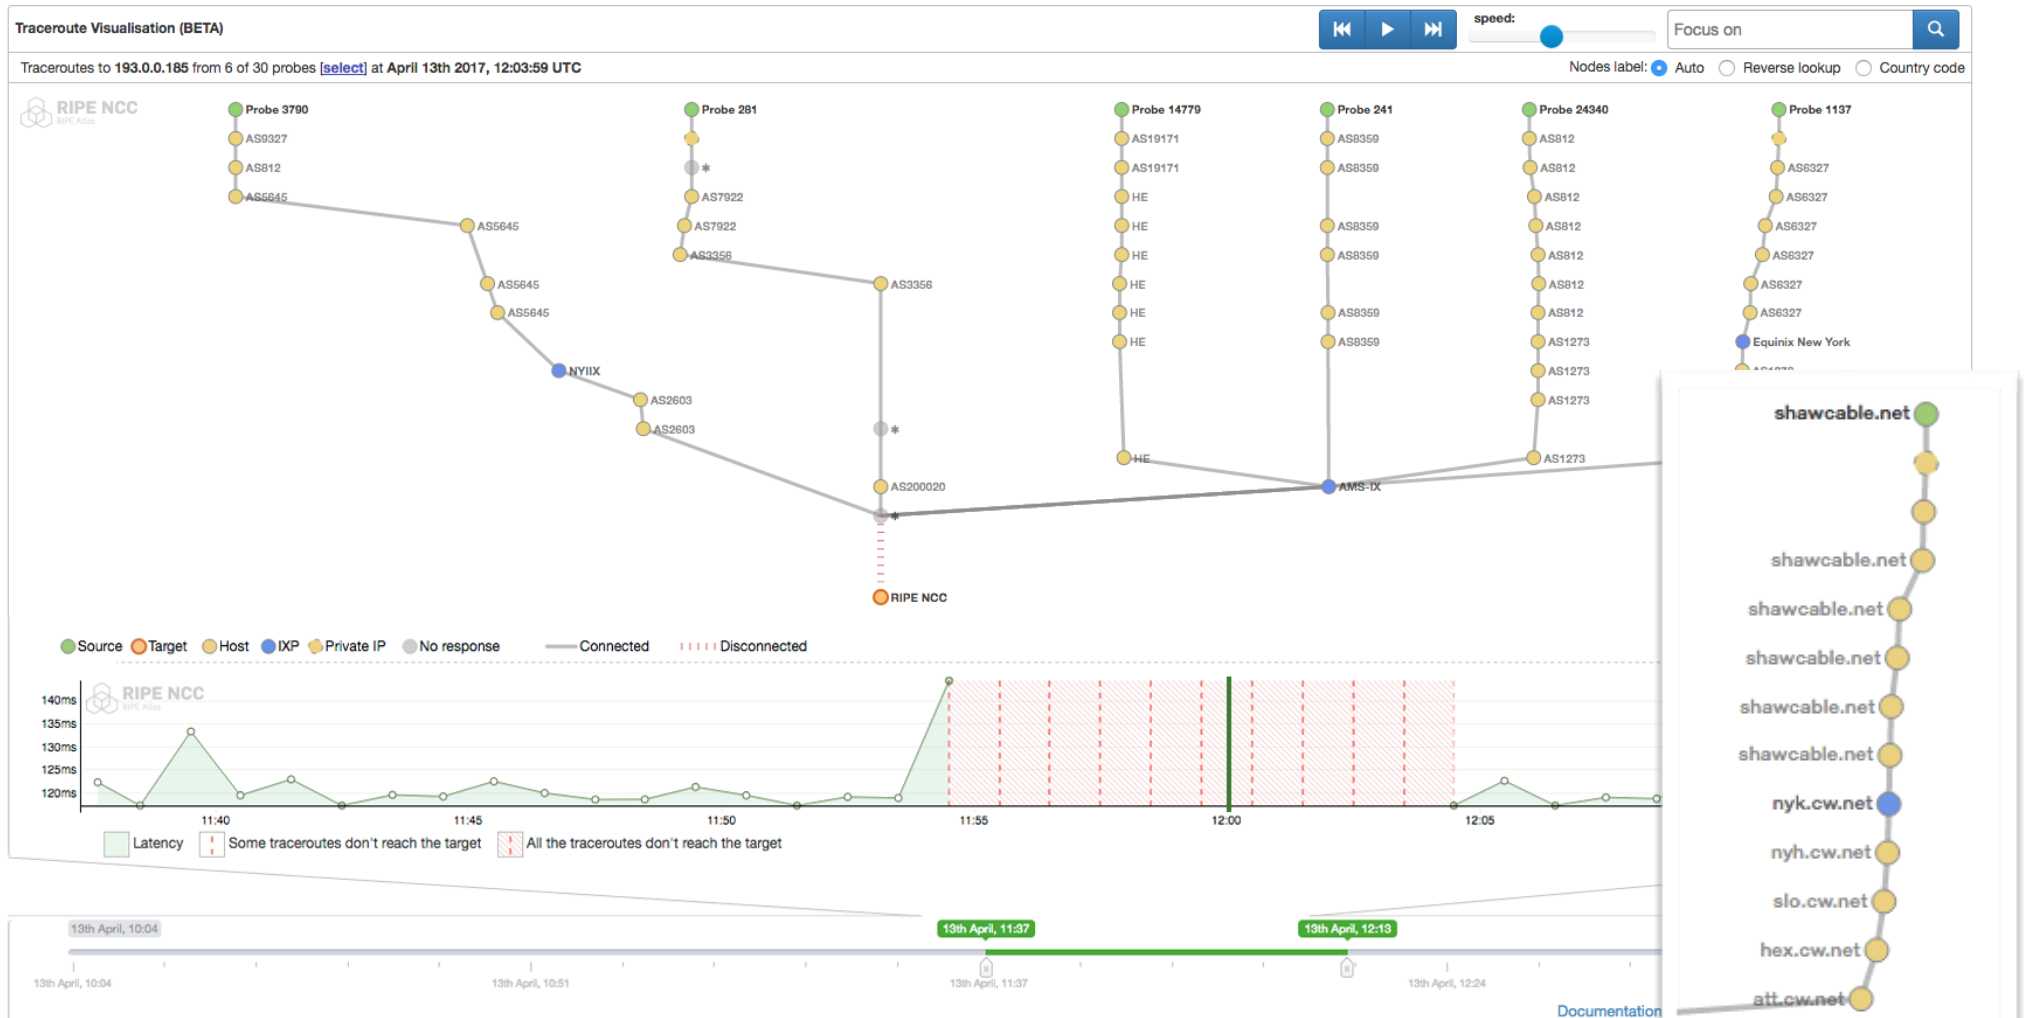 Traceroute Visualisation (BETA)
speed:
Focus on
Traceroutes to 193.0.0.185 from 6 of 30 probes [select] at April 13th 2017, 12:03:59 UTC
Nodes label: Auto Reverse lookup Country code
RIPE NCC
RIPE Atlas
Probe 3790 Probe 281 Probe 14779 Probe 241 Probe 24340 Probe 1137
AS9327 AS19171 AS8359 AS812
AS812 * AS19171 AS8359 AS812 AS6327
AS5645 AS7922 HE AS812 AS6327
AS5645 AS7922 HE AS8359 AS812 AS6327
AS3356 HE AS8359 AS812 AS6327
AS5645 AS3356 HE AS812 AS6327
AS5645 HE AS8359 AS812 AS6327
HE AS8359 AS1273 Equinix New York
NYIIX AS1273
AS2603 AS1273
AS2603 *
HE AS1273
AS200020 AMS-IX
*
RIPE NCC
Source Target Host IXP Private IP No response Connected Disconnected
RIPE NCC
RIPE Atlas
140ms
135ms
130ms
125ms
120ms
11:40 11:45 11:50 11:55 12:00 12:05
Latency Some traceroutes don't reach the target All the traceroutes don't reach the target
13th April, 10:04 13th April, 11:37 13th April, 12:13
13th April, 10:04 13th April, 10:51 13th April, 11:37 13th April, 12:24
Documentation
shawcable.net
shawcable.net
shawcable.net
shawcable.net
shawcable.net
shawcable.net
nyk.cw.net
nyh.cw.net
slo.cw.net
hex.cw.net
att.cw.net